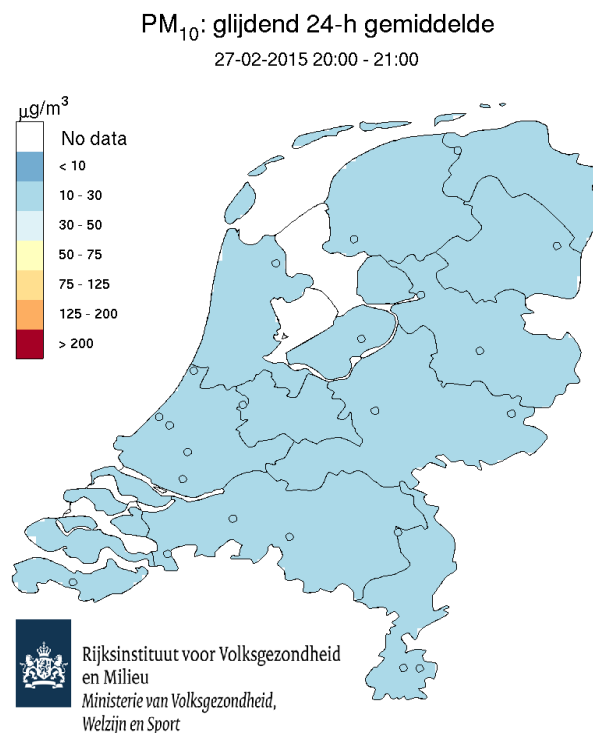 PM₁₀: glijdend 24-h gemiddelde
27-02-2015 20:00 - 21:00
μg/m³
No data
< 10
10 - 30
30 - 50
50 - 75
75 - 125
125 - 200
> 200
Rijksinstituut voor Volksgezondheid
en Milieu
Ministerie van Volksgezondheid,
Welzijn en Sport